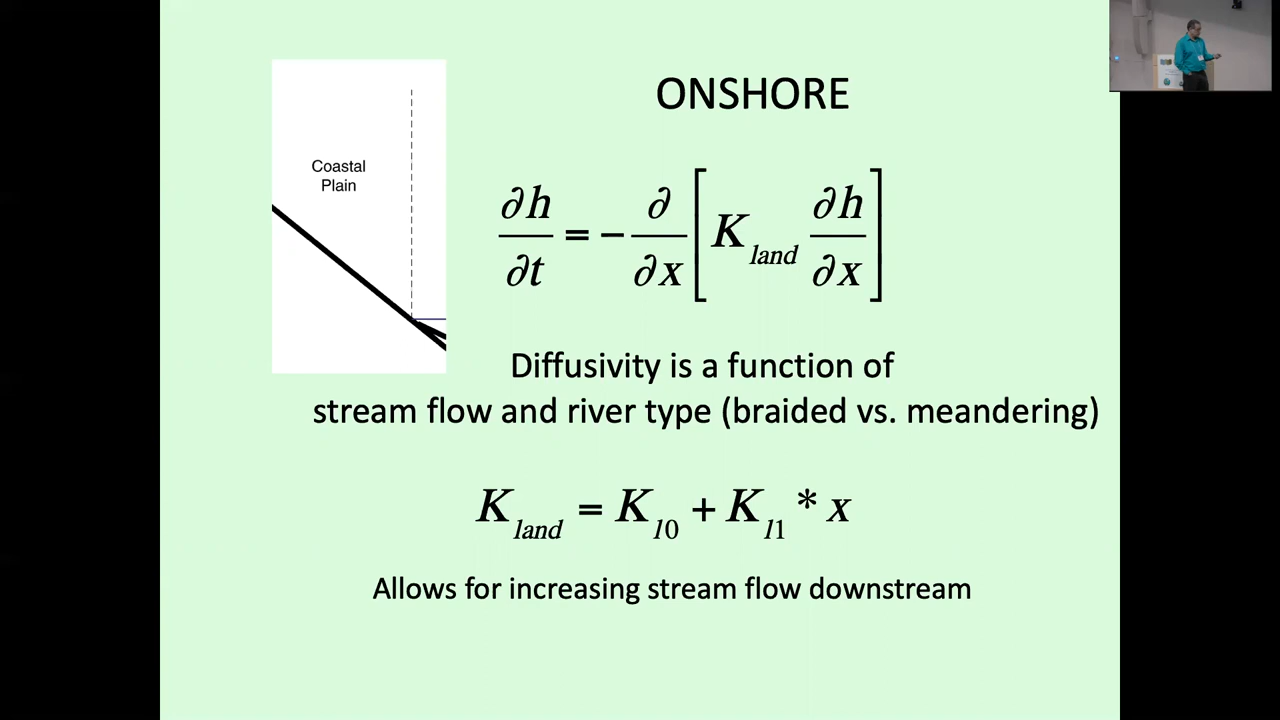 ONSHORE
Coastal
Plain
∂h/∂t = − ∂/∂x [ K_land ∂h/∂x ]
Diffusivity is a function of
stream flow and river type (braided vs. meandering)
K_land = K_l0 + K_l1 * x
Allows for increasing stream flow downstream